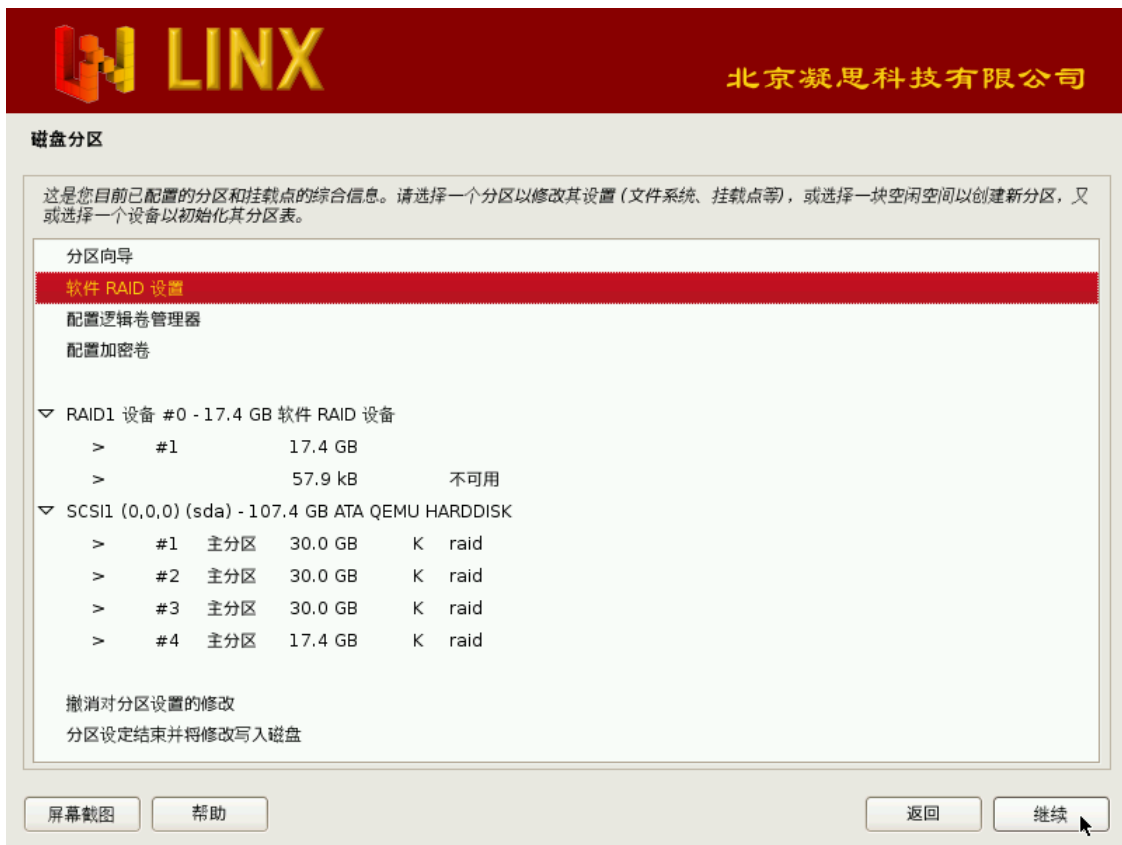 LINX
北京凝思科技有限公司
磁盘分区
这是您目前已配置的分区和挂载点的综合信息。请选择一个分区以修改其设置(文件系统、挂载点等)，或选择一块空闲空间以创建新分区，又
或选择一个设备以初始化其分区表。
分区向导
软件 RAID 设置
配置逻辑卷管理器
配置加密卷
RAID1 设备 #0 - 17.4 GB 软件 RAID 设备
> #1 17.4 GB
> 57.9 kB 不可用
SCSI1 (0,0,0) (sda) - 107.4 GB ATA QEMU HARDDISK
> #1 主分区 30.0 GB K raid
> #2 主分区 30.0 GB K raid
> #3 主分区 30.0 GB K raid
> #4 主分区 17.4 GB K raid
撤消对分区设置的修改
分区设定结束并将修改写入磁盘
屏幕截图 帮助 返回 继续